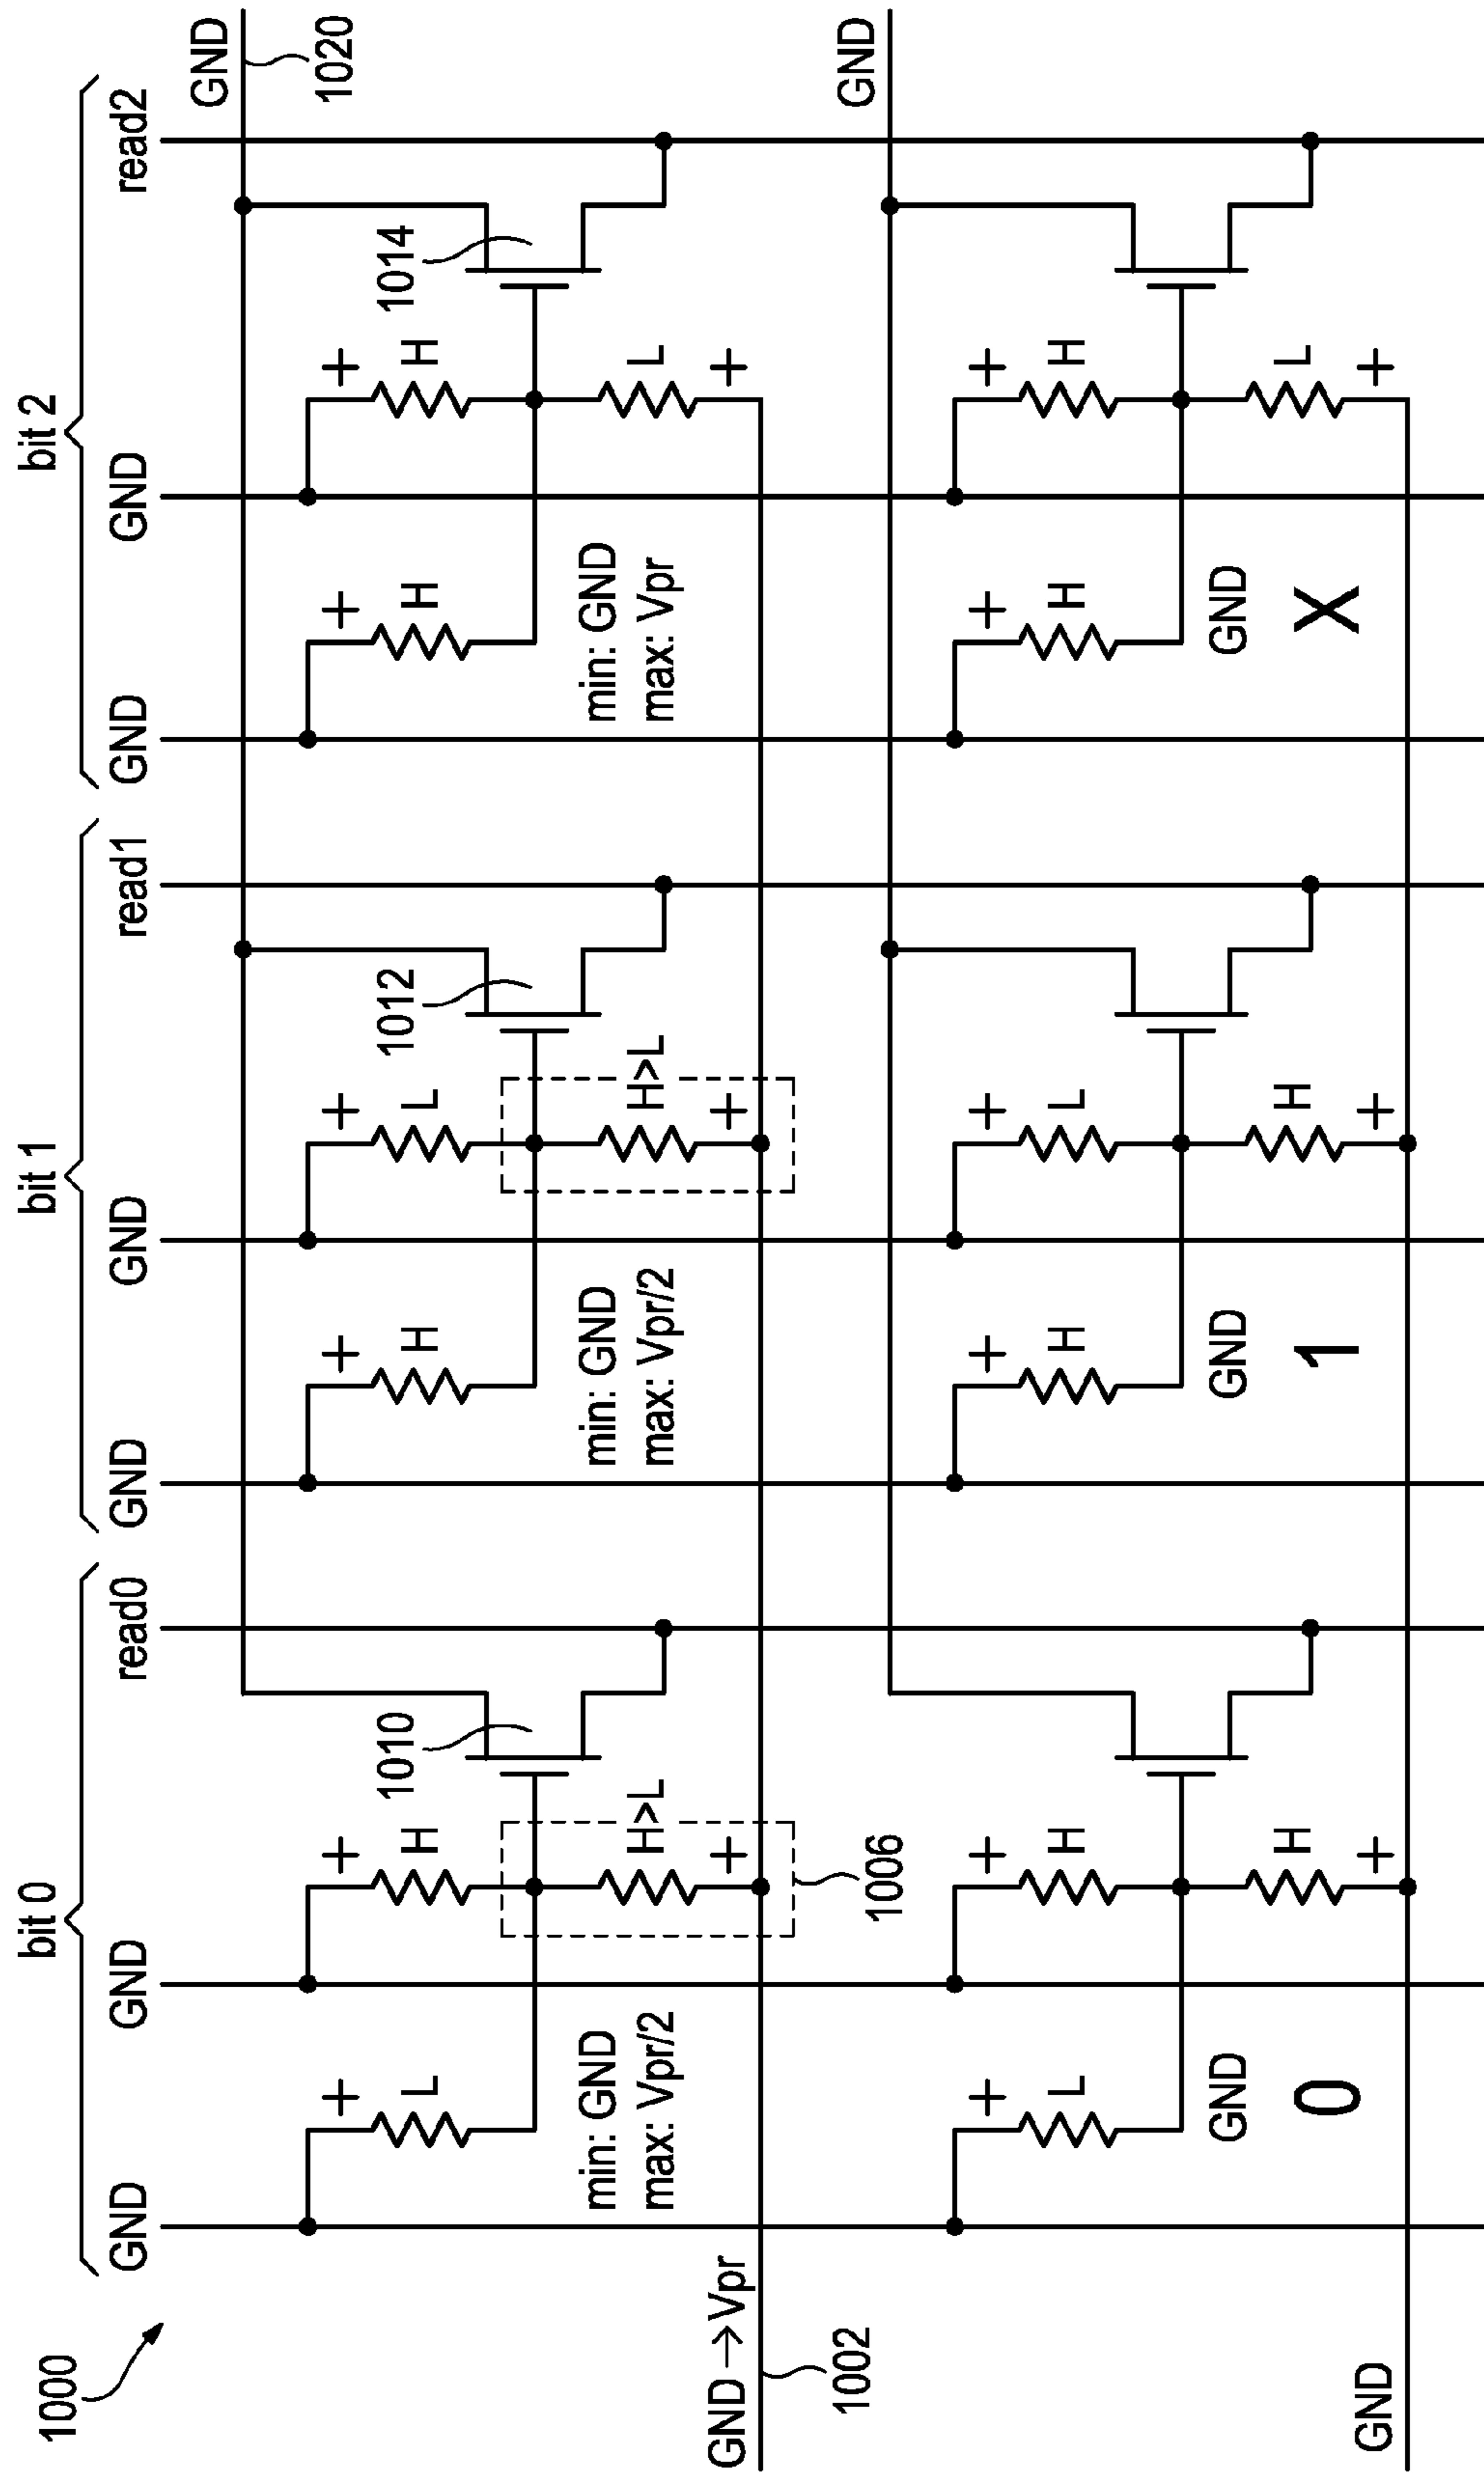 1000
bit 0
bit 1
bit 2
GND
GND
read0
GND
GND
read1
GND
GND
read2
GND
1020
+
+
+
+
+
+
L
H
1010
H
L
1012
H
H
1014
min: GND
max: Vpr/2
H>L
+
min: GND
max: Vpr/2
H>L
+
min: GND
max: Vpr
L
+
GND→Vpr
1002
1006
GND
+
+
+
+
+
+
L
H
H
L
H
H
GND
0
H
+
GND
1
H
+
GND
X
L
+
GND